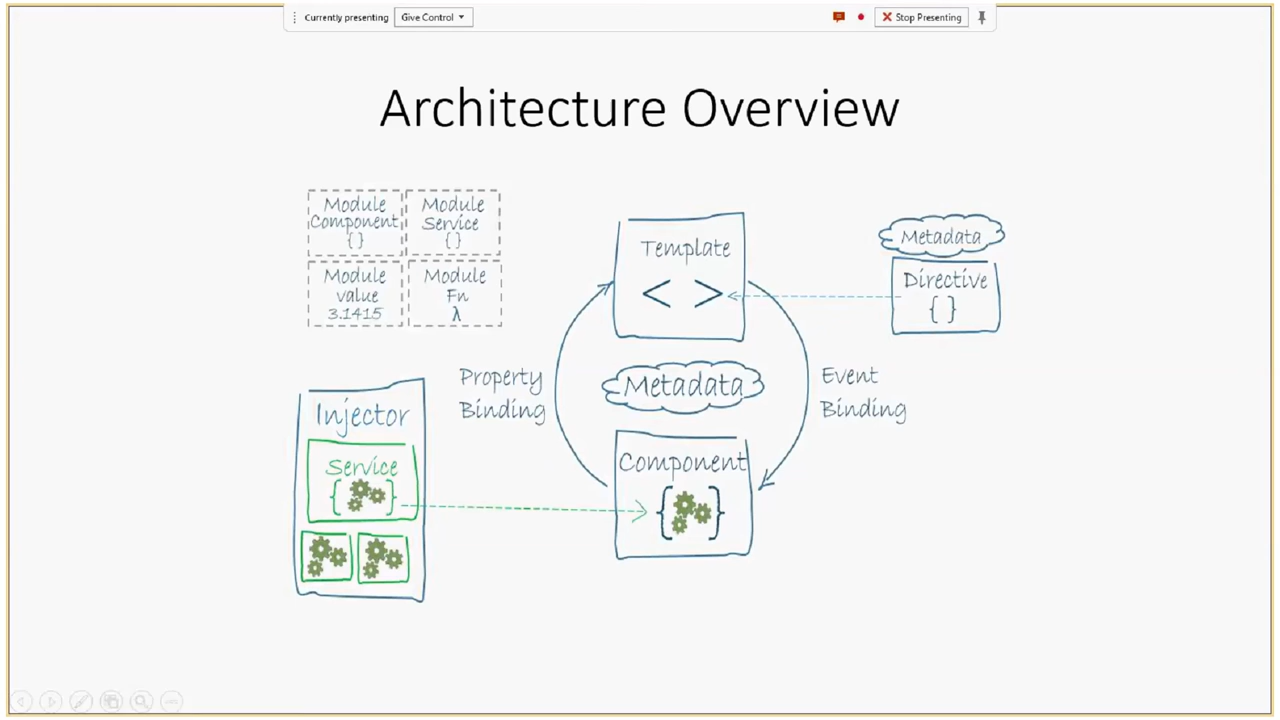 Currently presenting
Give Control
Stop Presenting
Architecture Overview
Module
Component
{ }
Module
Service
{ }
Module
value
3.1415
Module
Fn
λ
Template
< >
Metadata
Directive
{ }
Property
Binding
Metadata
Event
Binding
Injector
Service
{ }
Component
{ }